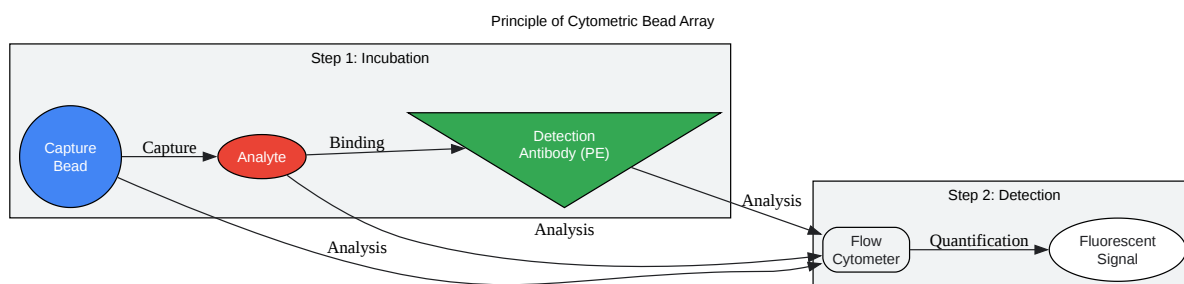 Principle of Cytometric Bead Array
Step 1: Incubation
Capture
Bead
Capture
Analyte
Binding
Detection
Antibody (PE)
Analysis
Analysis
Analysis
Step 2: Detection
Flow
Cytometer
Quantification
Fluorescent
Signal